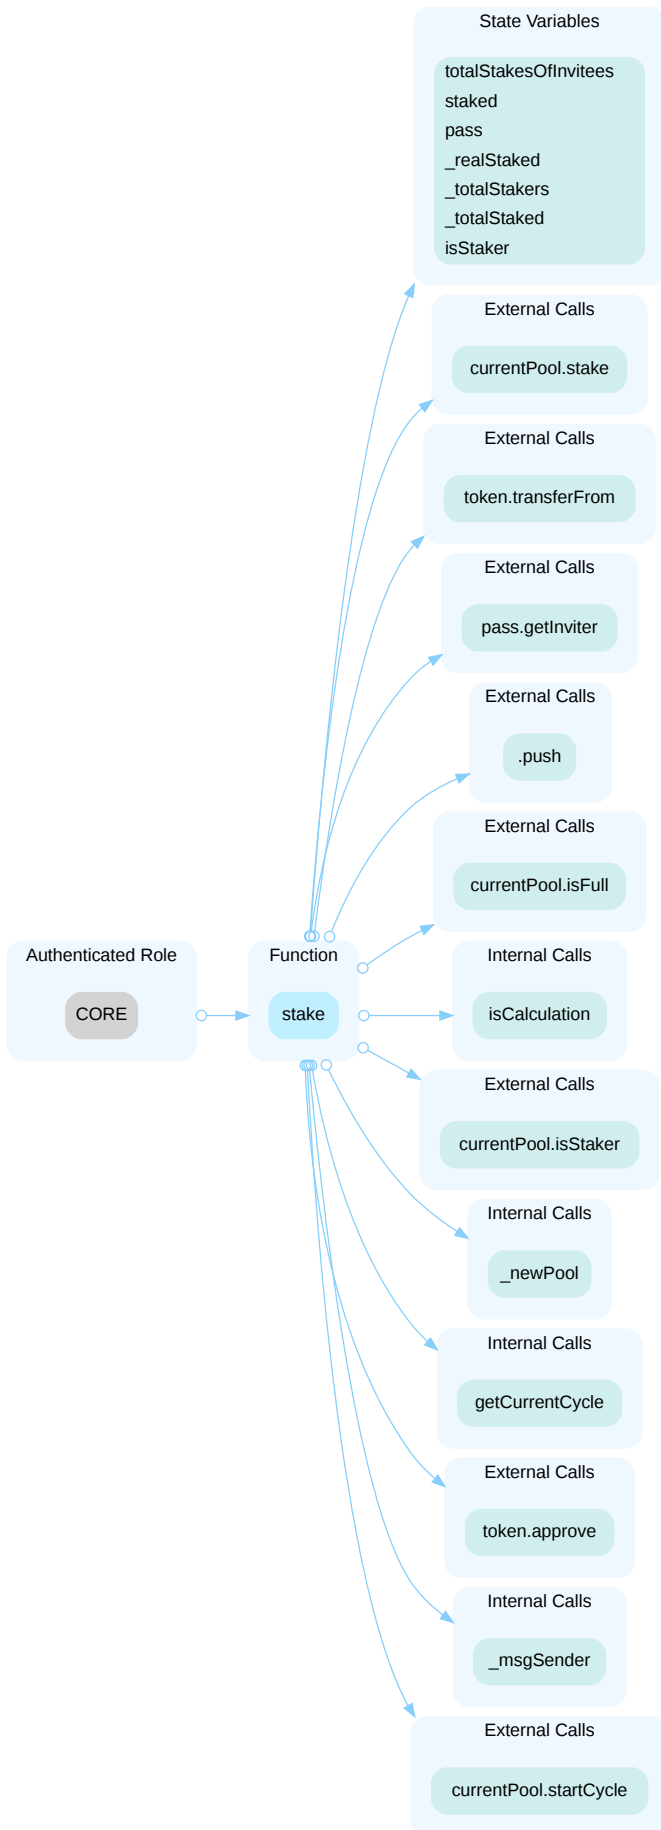 State Variables
totalStakesOfInvitees
staked
pass
_realStaked
_totalStakers
_totalStaked
isStaker
External Calls
currentPool.stake
External Calls
token.transferFrom
External Calls
pass.getInviter
External Calls
.push
External Calls
currentPool.isFull
Authenticated Role
CORE
Function
stake
Internal Calls
isCalculation
External Calls
currentPool.isStaker
Internal Calls
_newPool
Internal Calls
getCurrentCycle
External Calls
token.approve
Internal Calls
_msgSender
External Calls
currentPool.startCycle